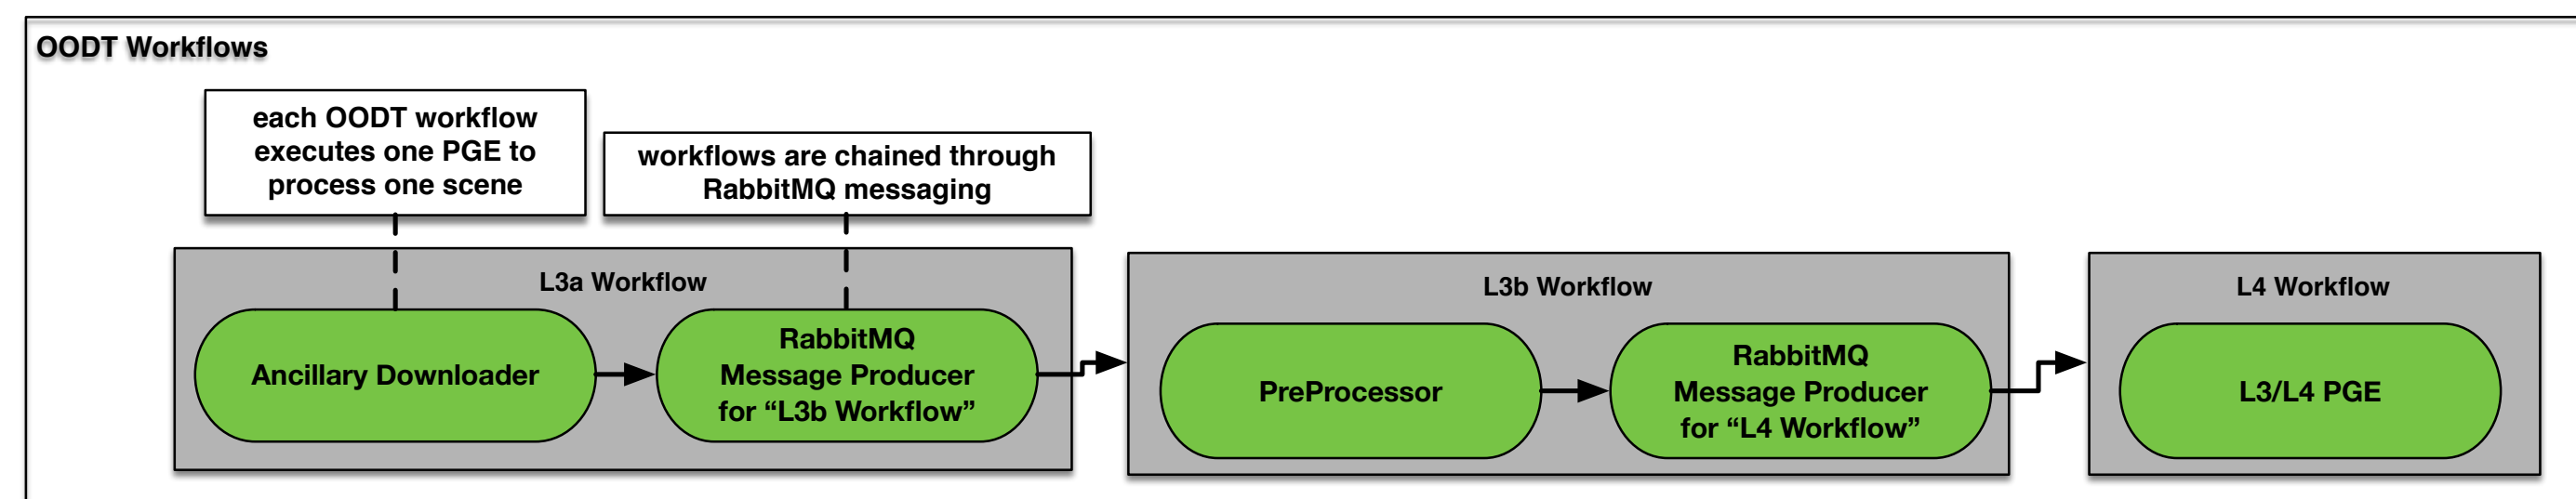 OODT Workflows
each OODT workflow
executes one PGE to
process one scene
workflows are chained through
RabbitMQ messaging
L3a Workflow
Ancillary Downloader
RabbitMQ
Message Producer
for “L3b Workflow”
L3b Workflow
PreProcessor
RabbitMQ
Message Producer
for “L4 Workflow”
L4 Workflow
L3/L4 PGE